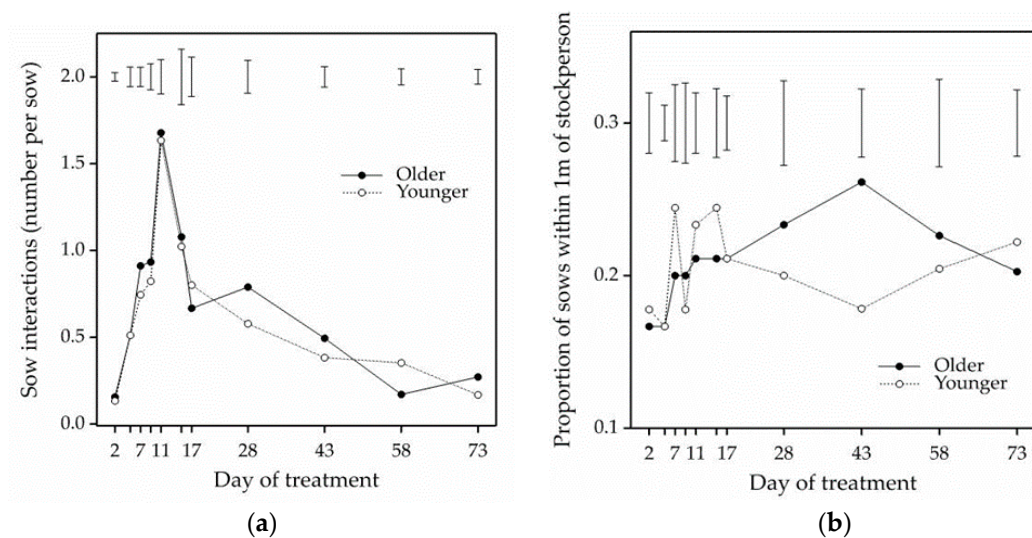 Sow interactions (number per sow)
2.0
1.5
1.0
0.5
0.0
Older
Younger
2 7 11 17 28 43 58 73
Day of treatment
(a)
Proportion of sows within 1m of stockperson
0.3
0.2
0.1
Older
Younger
2 7 11 17 28 43 58 73
Day of treatment
(b)